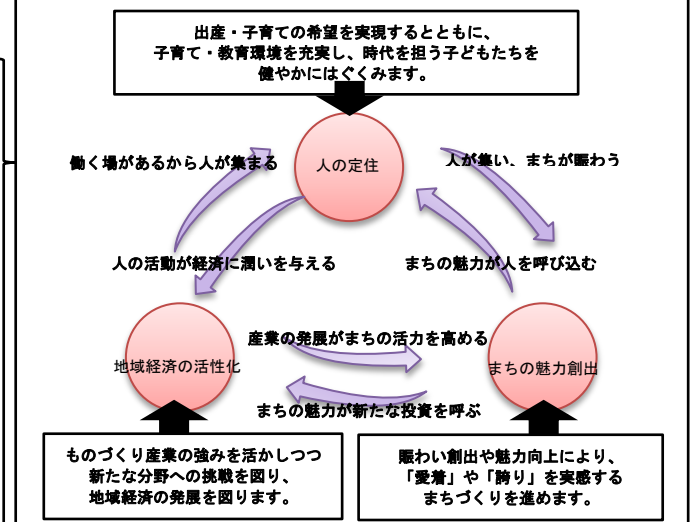 出産・子育ての希望を実現するとともに、
子育て・教育環境を充実し、時代を担う子どもたちを
健やかにはぐくみます。
人の定住
働く場があるから人が集まる
人が集い、まちが賑わう
人の活動が経済に潤いを与える
まちの魅力が人を呼び込む
産業の発展がまちの活力を高める
地域経済の活性化
まちの魅力創出
まちの魅力が新たな投資を呼ぶ
ものづくり産業の強みを活かしつつ
新たな分野への挑戦を図り、
地域経済の発展を図ります。
賑わい創出や魅力向上により、
「愛着」や「誇り」を実感する
まちづくりを進めます。